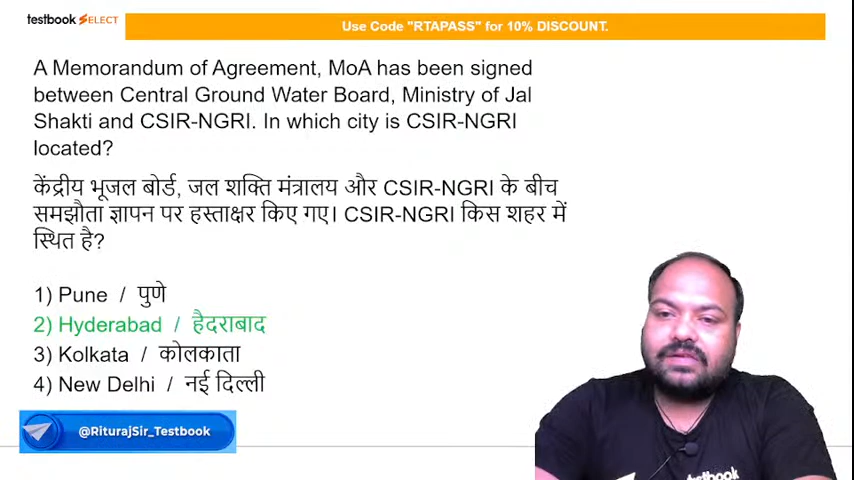 testbook SELECT
Use Code "RTAPASS" for 10% DISCOUNT.
A Memorandum of Agreement, MoA has been signed
between Central Ground Water Board, Ministry of Jal
Shakti and CSIR-NGRI. In which city is CSIR-NGRI
located?
केंद्रीय भूजल बोर्ड, जल शक्ति मंत्रालय और CSIR-NGRI के बीच
समझौता ज्ञापन पर हस्ताक्षर किए गए। CSIR-NGRI किस शहर में
स्थित है?
1) Pune / पुणे
2) Hyderabad / हैदराबाद
3) Kolkata / कोलकाता
4) New Delhi / नई दिल्ली
@RiturajSir_Testbook
testbook